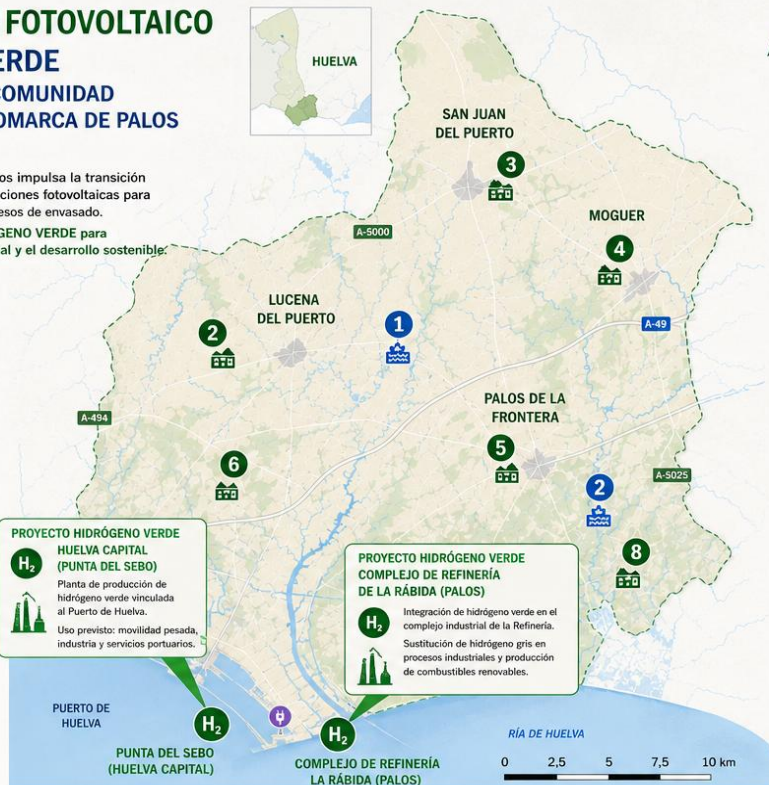 FOTOVOLTAICO
ERDE
COMUNIDAD
OMARCA DE PALOS
os impulsa la transición
ciones fotovoltaicas para
esos de envasado.
GENO VERDE para
al y el desarrollo sostenible.
HUELVA
SAN JUAN
DEL PUERTO
3
MOGUER
4
A-5000
LUCENA
DEL PUERTO
2
1
A-49
A-494
PALOS DE LA
FRONTERA
5
6
2
A-5025
8
PROYECTO HIDRÓGENO VERDE
HUELVA CAPITAL
(PUNTA DEL SEBO)
H2
Planta de producción de
hidrógeno verde vinculada
al Puerto de Huelva.
Uso previsto: movilidad pesada,
industria y servicios portuarios.
PROYECTO HIDRÓGENO VERDE
COMPLEJO DE REFINERÍA
DE LA RÁBIDA (PALOS)
H2
Integración de hidrógeno verde en el
complejo industrial de la Refinería.
Sustitución de hidrógeno gris en
procesos industriales y producción
de combustibles renovables.
PUERTO DE
HUELVA
H2
PUNTA DEL SEBO
(HUELVA CAPITAL)
H2
COMPLEJO DE REFINERÍA
LA RÁBIDA (PALOS)
RÍA DE HUELVA
0 2,5 5 7,5 10 km